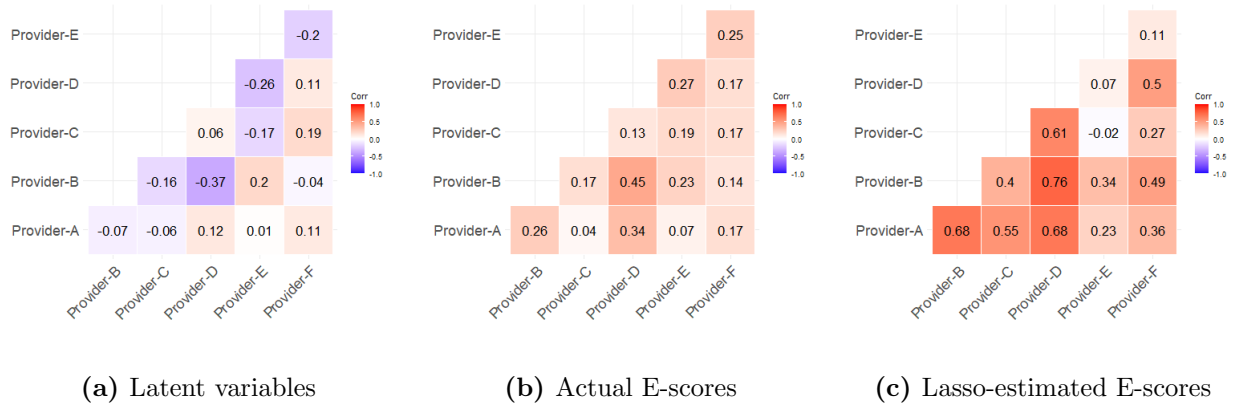 Provider-E
-0.2
Provider-D
-0.26 0.11
Provider-C
0.06 -0.17 0.19
Provider-B
-0.16 -0.37 0.2 -0.04
Provider-A
-0.07 -0.06 0.12 0.01 0.11
Provider-B
Provider-C
Provider-D
Provider-E
Provider-F
Corr
1.0
0.5
0.0
-0.5
-1.0
(a) Latent variables
Provider-E
0.25
Provider-D
0.27 0.17
Provider-C
0.13 0.19 0.17
Provider-B
0.17 0.45 0.23 0.14
Provider-A
0.26 0.04 0.34 0.07 0.17
Provider-B
Provider-C
Provider-D
Provider-E
Provider-F
Corr
1.0
0.5
0.0
-0.5
-1.0
(b) Actual E-scores
Provider-E
0.11
Provider-D
0.07 0.5
Provider-C
0.61 -0.02 0.27
Provider-B
0.4 0.76 0.34 0.49
Provider-A
0.68 0.55 0.68 0.23 0.36
Provider-B
Provider-C
Provider-D
Provider-E
Provider-F
Corr
1.0
0.5
0.0
-0.5
-1.0
(c) Lasso-estimated E-scores